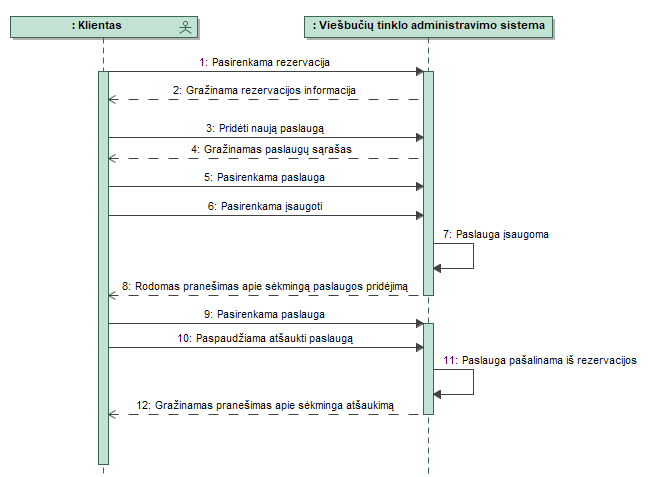 : Klientas
: Viešbučių tinklo administravimo sistema
1: Pasirenkama rezervacija
2: Gražinama rezervacijos informacija
3: Pridėti naują paslaugą
4: Gražinamas paslaugų sąrašas
5: Pasirenkama paslauga
6: Pasirenkama įsaugoti
7: Paslauga įsaugoma
8: Rodomas pranešimas apie sėkmingą paslaugos pridėjimą
9: Pasirenkama paslauga
10: Paspaudžiama atšaukti paslaugą
11: Paslauga pašalinama iš rezervacijos
12: Gražinamas pranešimas apie sėkminga atšaukimą